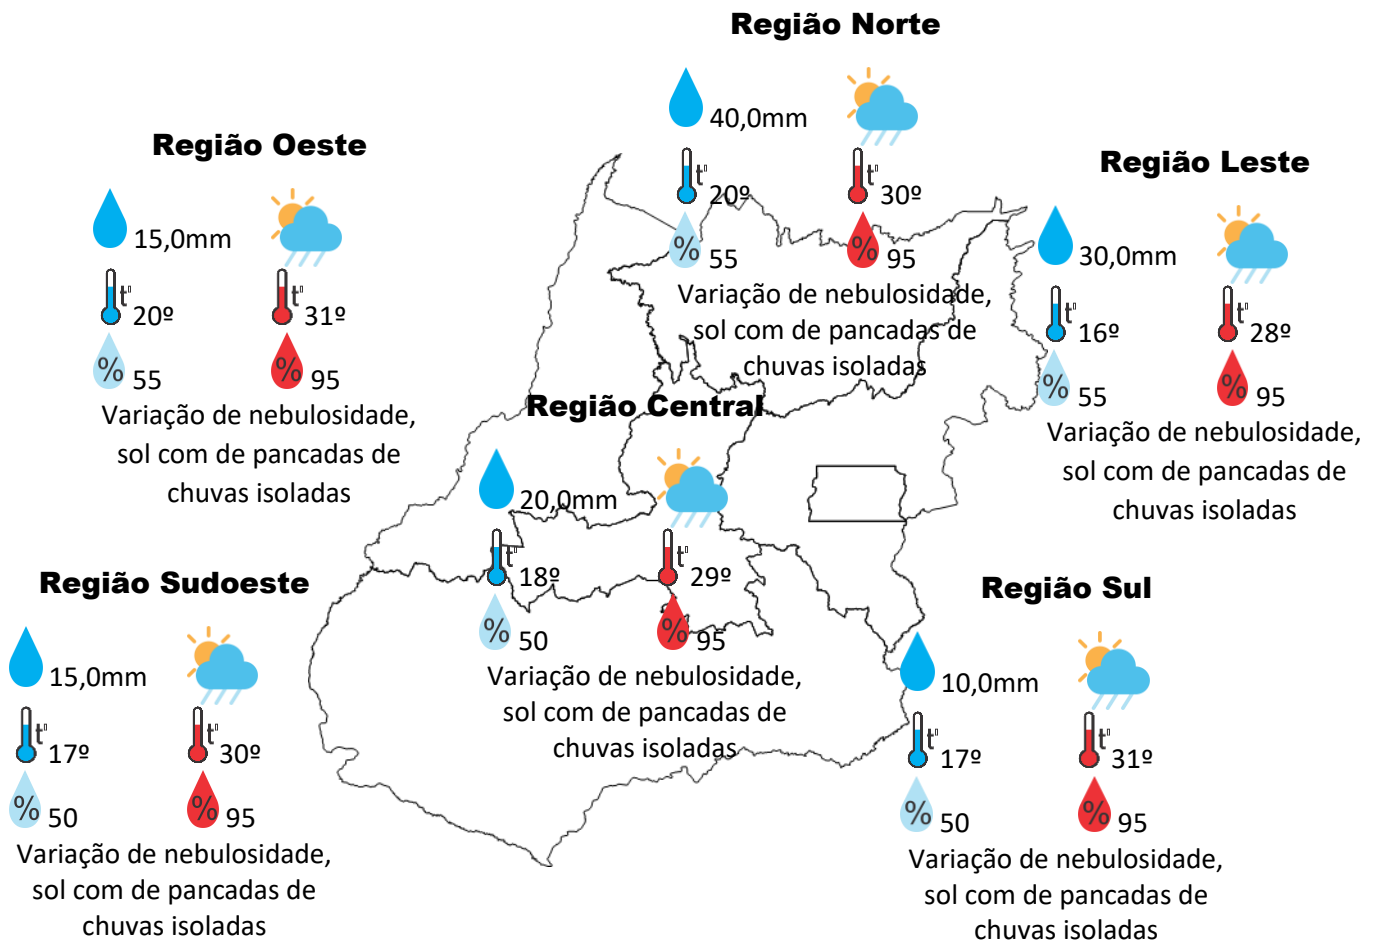 Região Norte
40,0mm
t°
20º
30º
%
55
%
95
Variação de nebulosidade,
sol com de pancadas de
chuvas isoladas
Região Oeste
15,0mm
t°
20º
31º
%
55
%
95
Variação de nebulosidade,
sol com de pancadas de
chuvas isoladas
Região Leste
30,0mm
t°
16º
28º
%
55
%
95
Variação de nebulosidade,
sol com de pancadas de
chuvas isoladas
Região Central
20,0mm
t°
18º
t°
29º
%
50
%
95
Variação de nebulosidade,
sol com de pancadas de
chuvas isoladas
Região Sudoeste
15,0mm
t°
17º
t°
30º
%
50
%
95
Variação de nebulosidade,
sol com de pancadas de
chuvas isoladas
Região Sul
10,0mm
t°
17º
t°
31º
%
50
%
95
Variação de nebulosidade,
sol com de pancadas de
chuvas isoladas